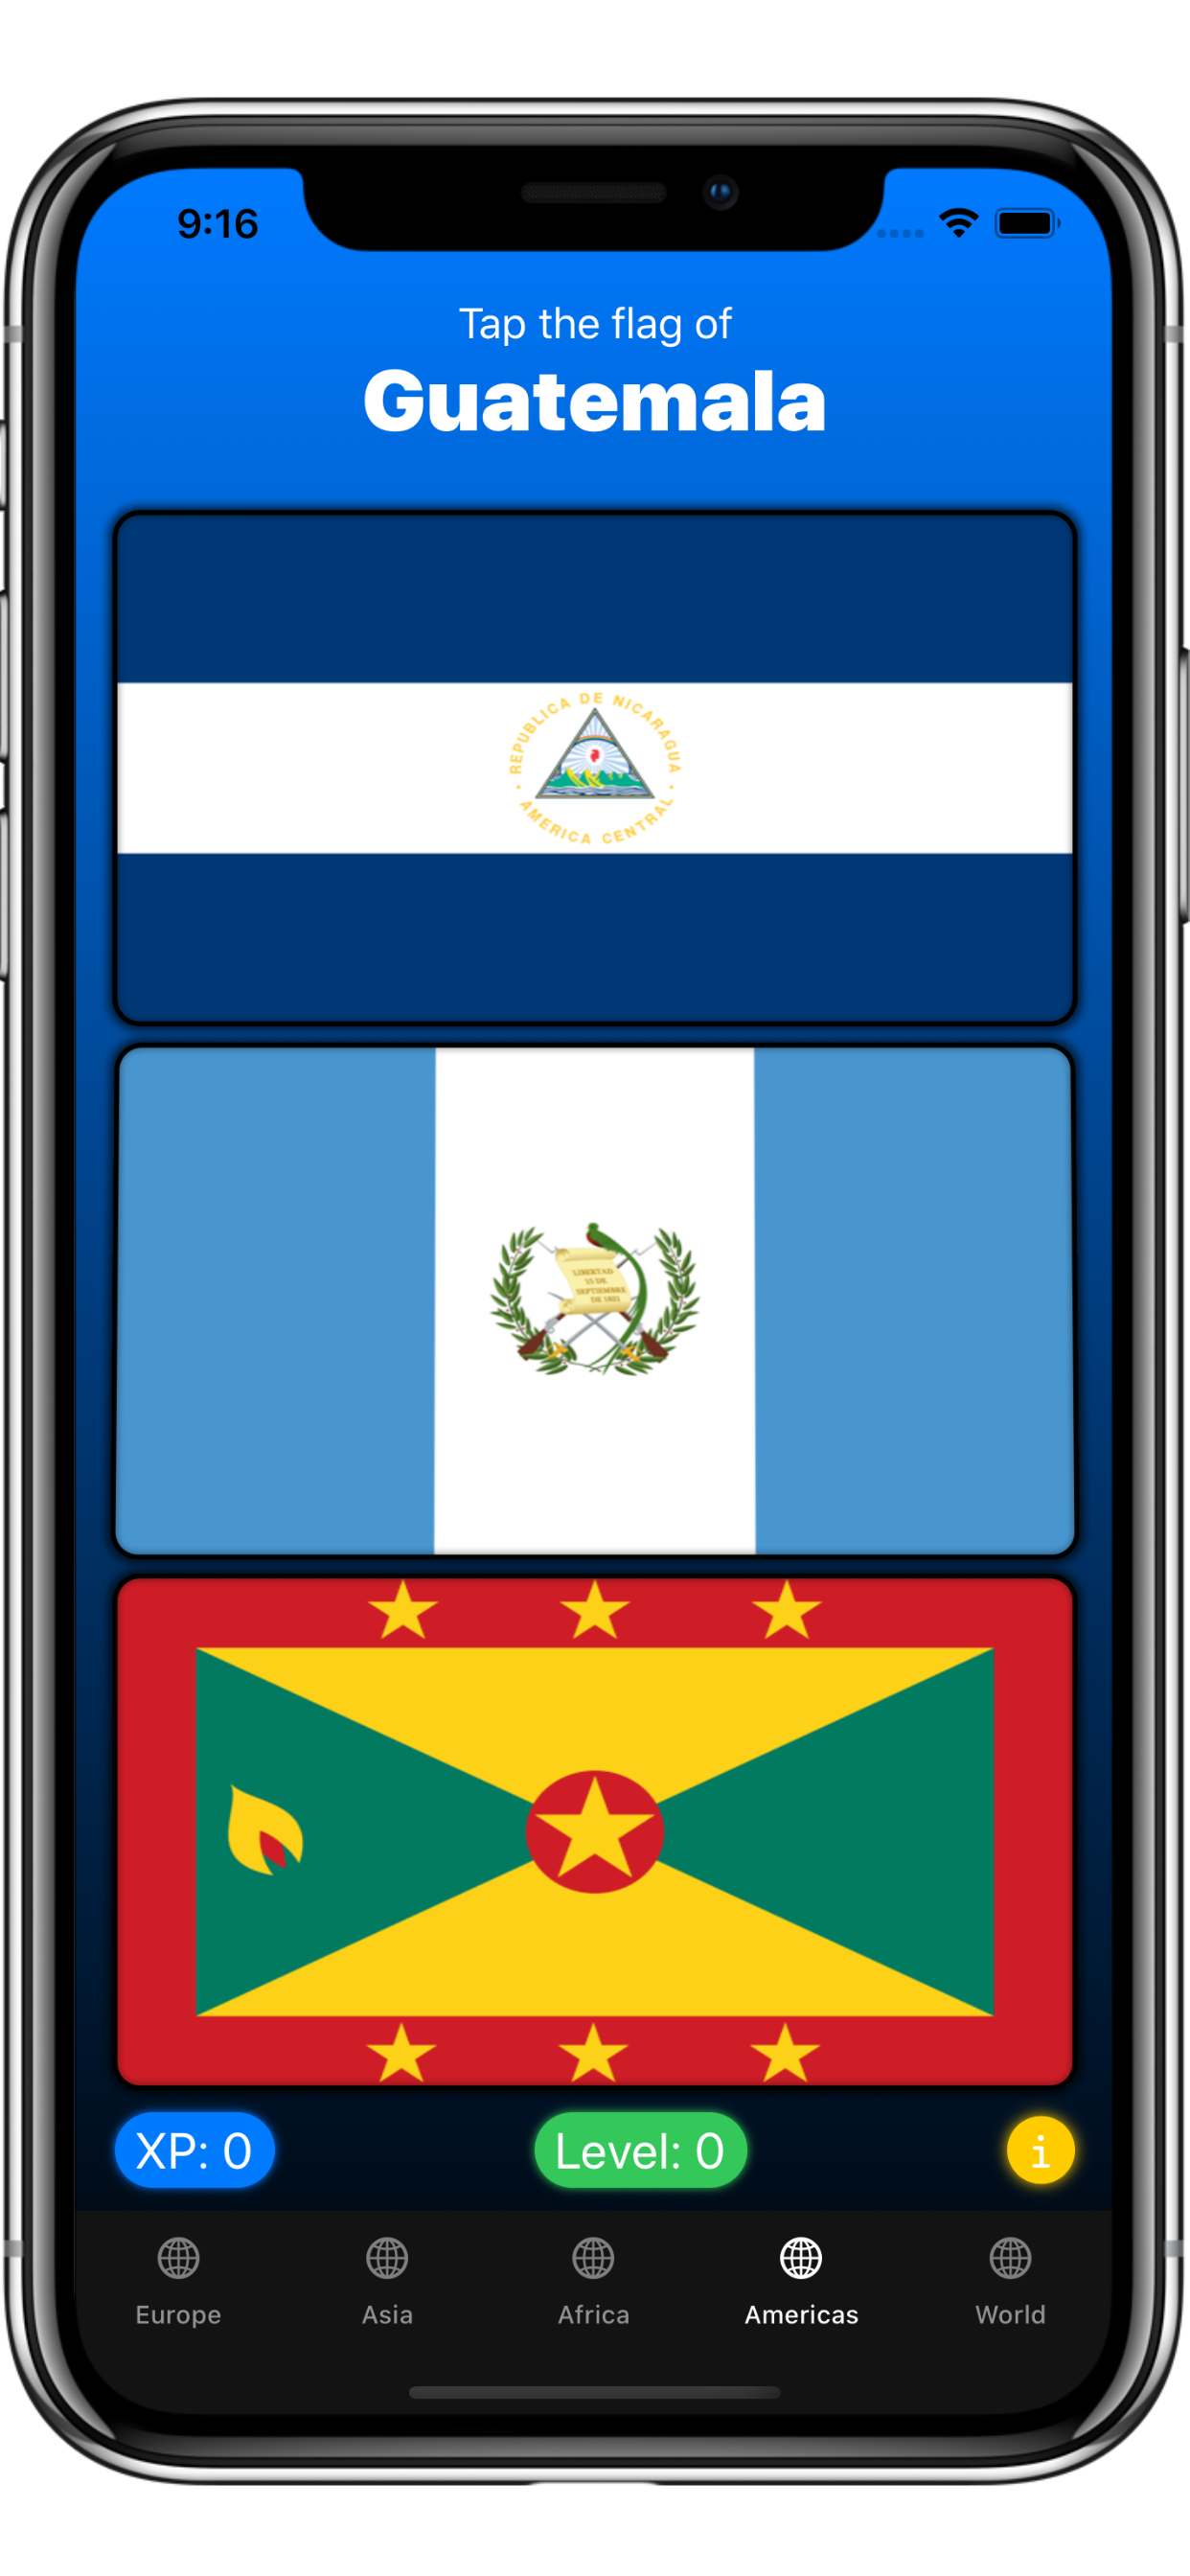 9:16
Tap the flag of
Guatemala
REPUBLICA DE NICARAGUA
AMERICA CENTRAL
LIBERTAD
15 DE
SEPTIEMBRE
DE 1821
XP: 0
Level: 0
i
Europe
Asia
Africa
Americas
World